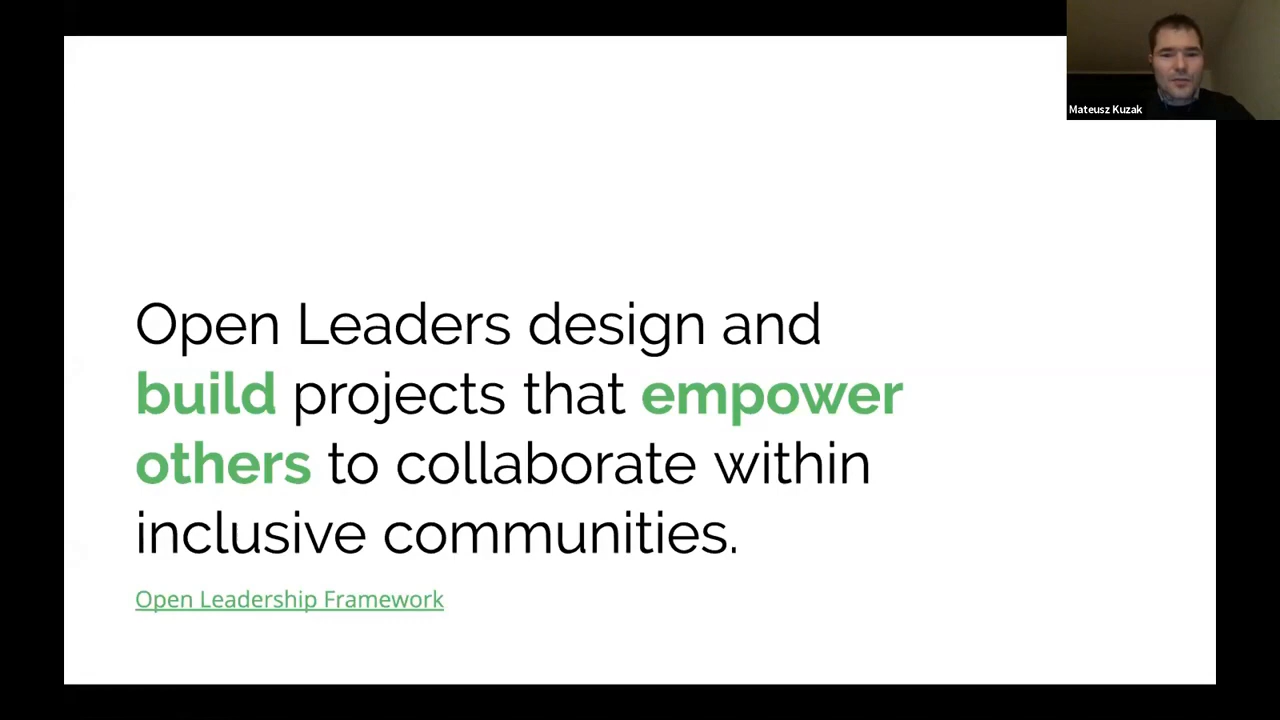 Mateusz Kuzak
Open Leaders design and
build projects that empower
others to collaborate within
inclusive communities.
Open Leadership Framework